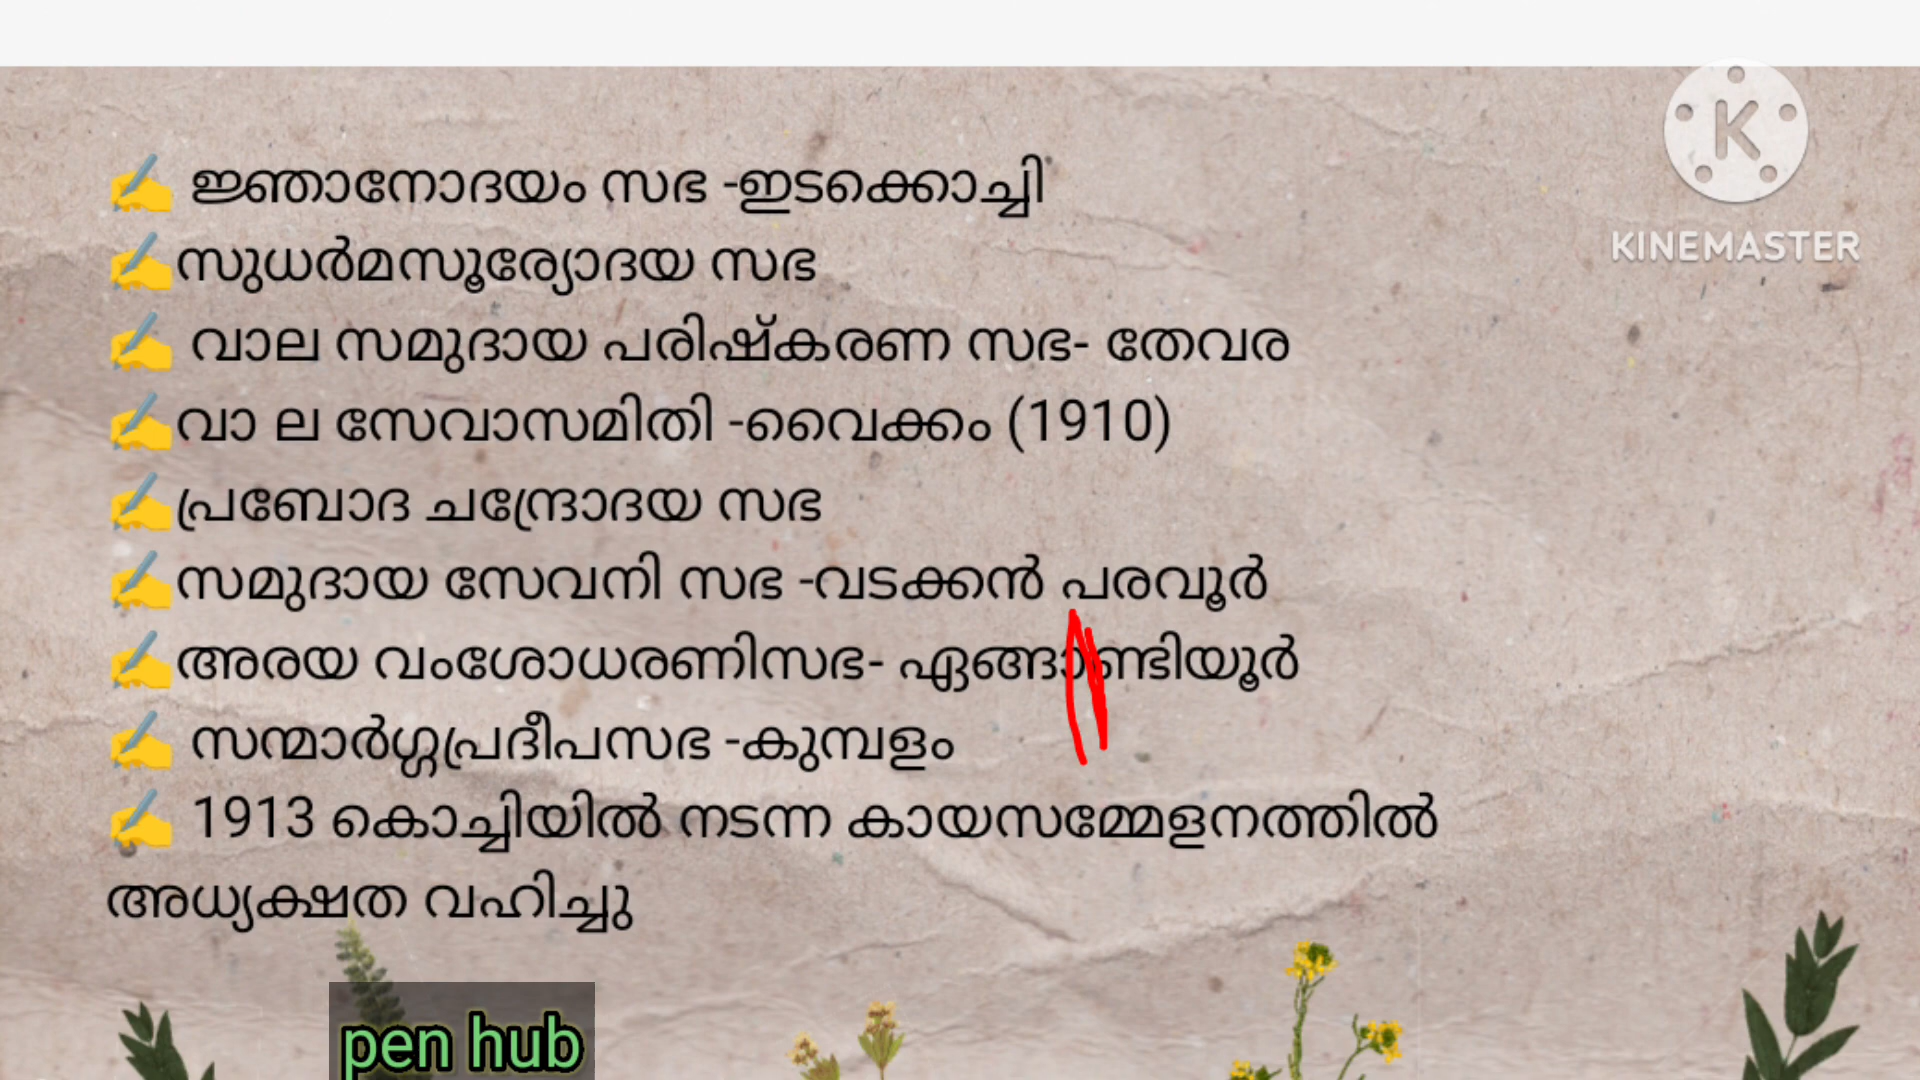 K
KINEMASTER
✍ ജ്ഞാനോദയം സഭ -ഇടക്കൊച്ചി
✍സുധർമസൂര്യോദയ സഭ
✍ വാല സമുദായ പരിഷ്കരണ സഭ- തേവര
✍വാ ല സേവാസമിതി -വൈക്കം (1910)
✍പ്രബോദ ചന്ദ്രോദയ സഭ
✍സമുദായ സേവനി സഭ -വടക്കൻ പരവൂർ
✍അരയ വംശോധരണിസഭ- ഏങ്ങാണ്ടിയൂർ
✍ സന്മാർഗ്ഗപ്രദീപസഭ -കുമ്പളം
✍ 1913 കൊച്ചിയിൽ നടന്ന കായസമ്മേളനത്തിൽ
അധ്യക്ഷത വഹിച്ചു
pen hub